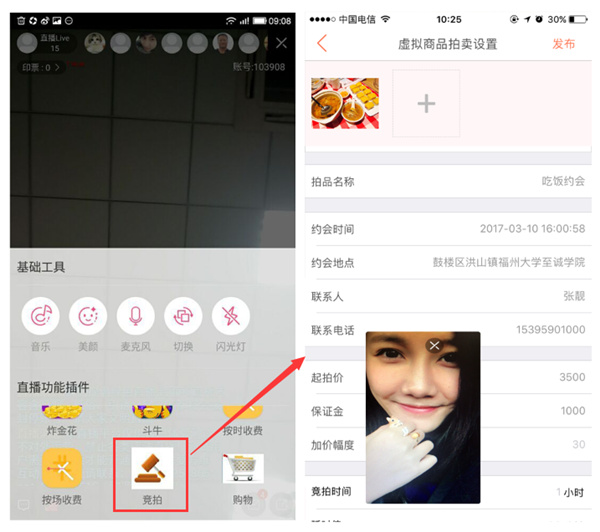 09:08
直播Live
15
印票：0 >
账号:103908
基础工具
音乐
美颜
麦克风
切换
闪光灯
直播功能插件
炸金花
斗牛
按时收费
按场收费
竞拍
购物
中国电信
10:25
30%
虚拟商品拍卖设置
发布
拍品名称
吃饭约会
约会时间
2017-03-10 16:00:58
约会地点
鼓楼区洪山镇福州大学至诚学院
联系人
张靓
联系电话
15395901000
起拍价
3500
保证金
1000
加价幅度
30
竞拍时间
1 小时
延时值